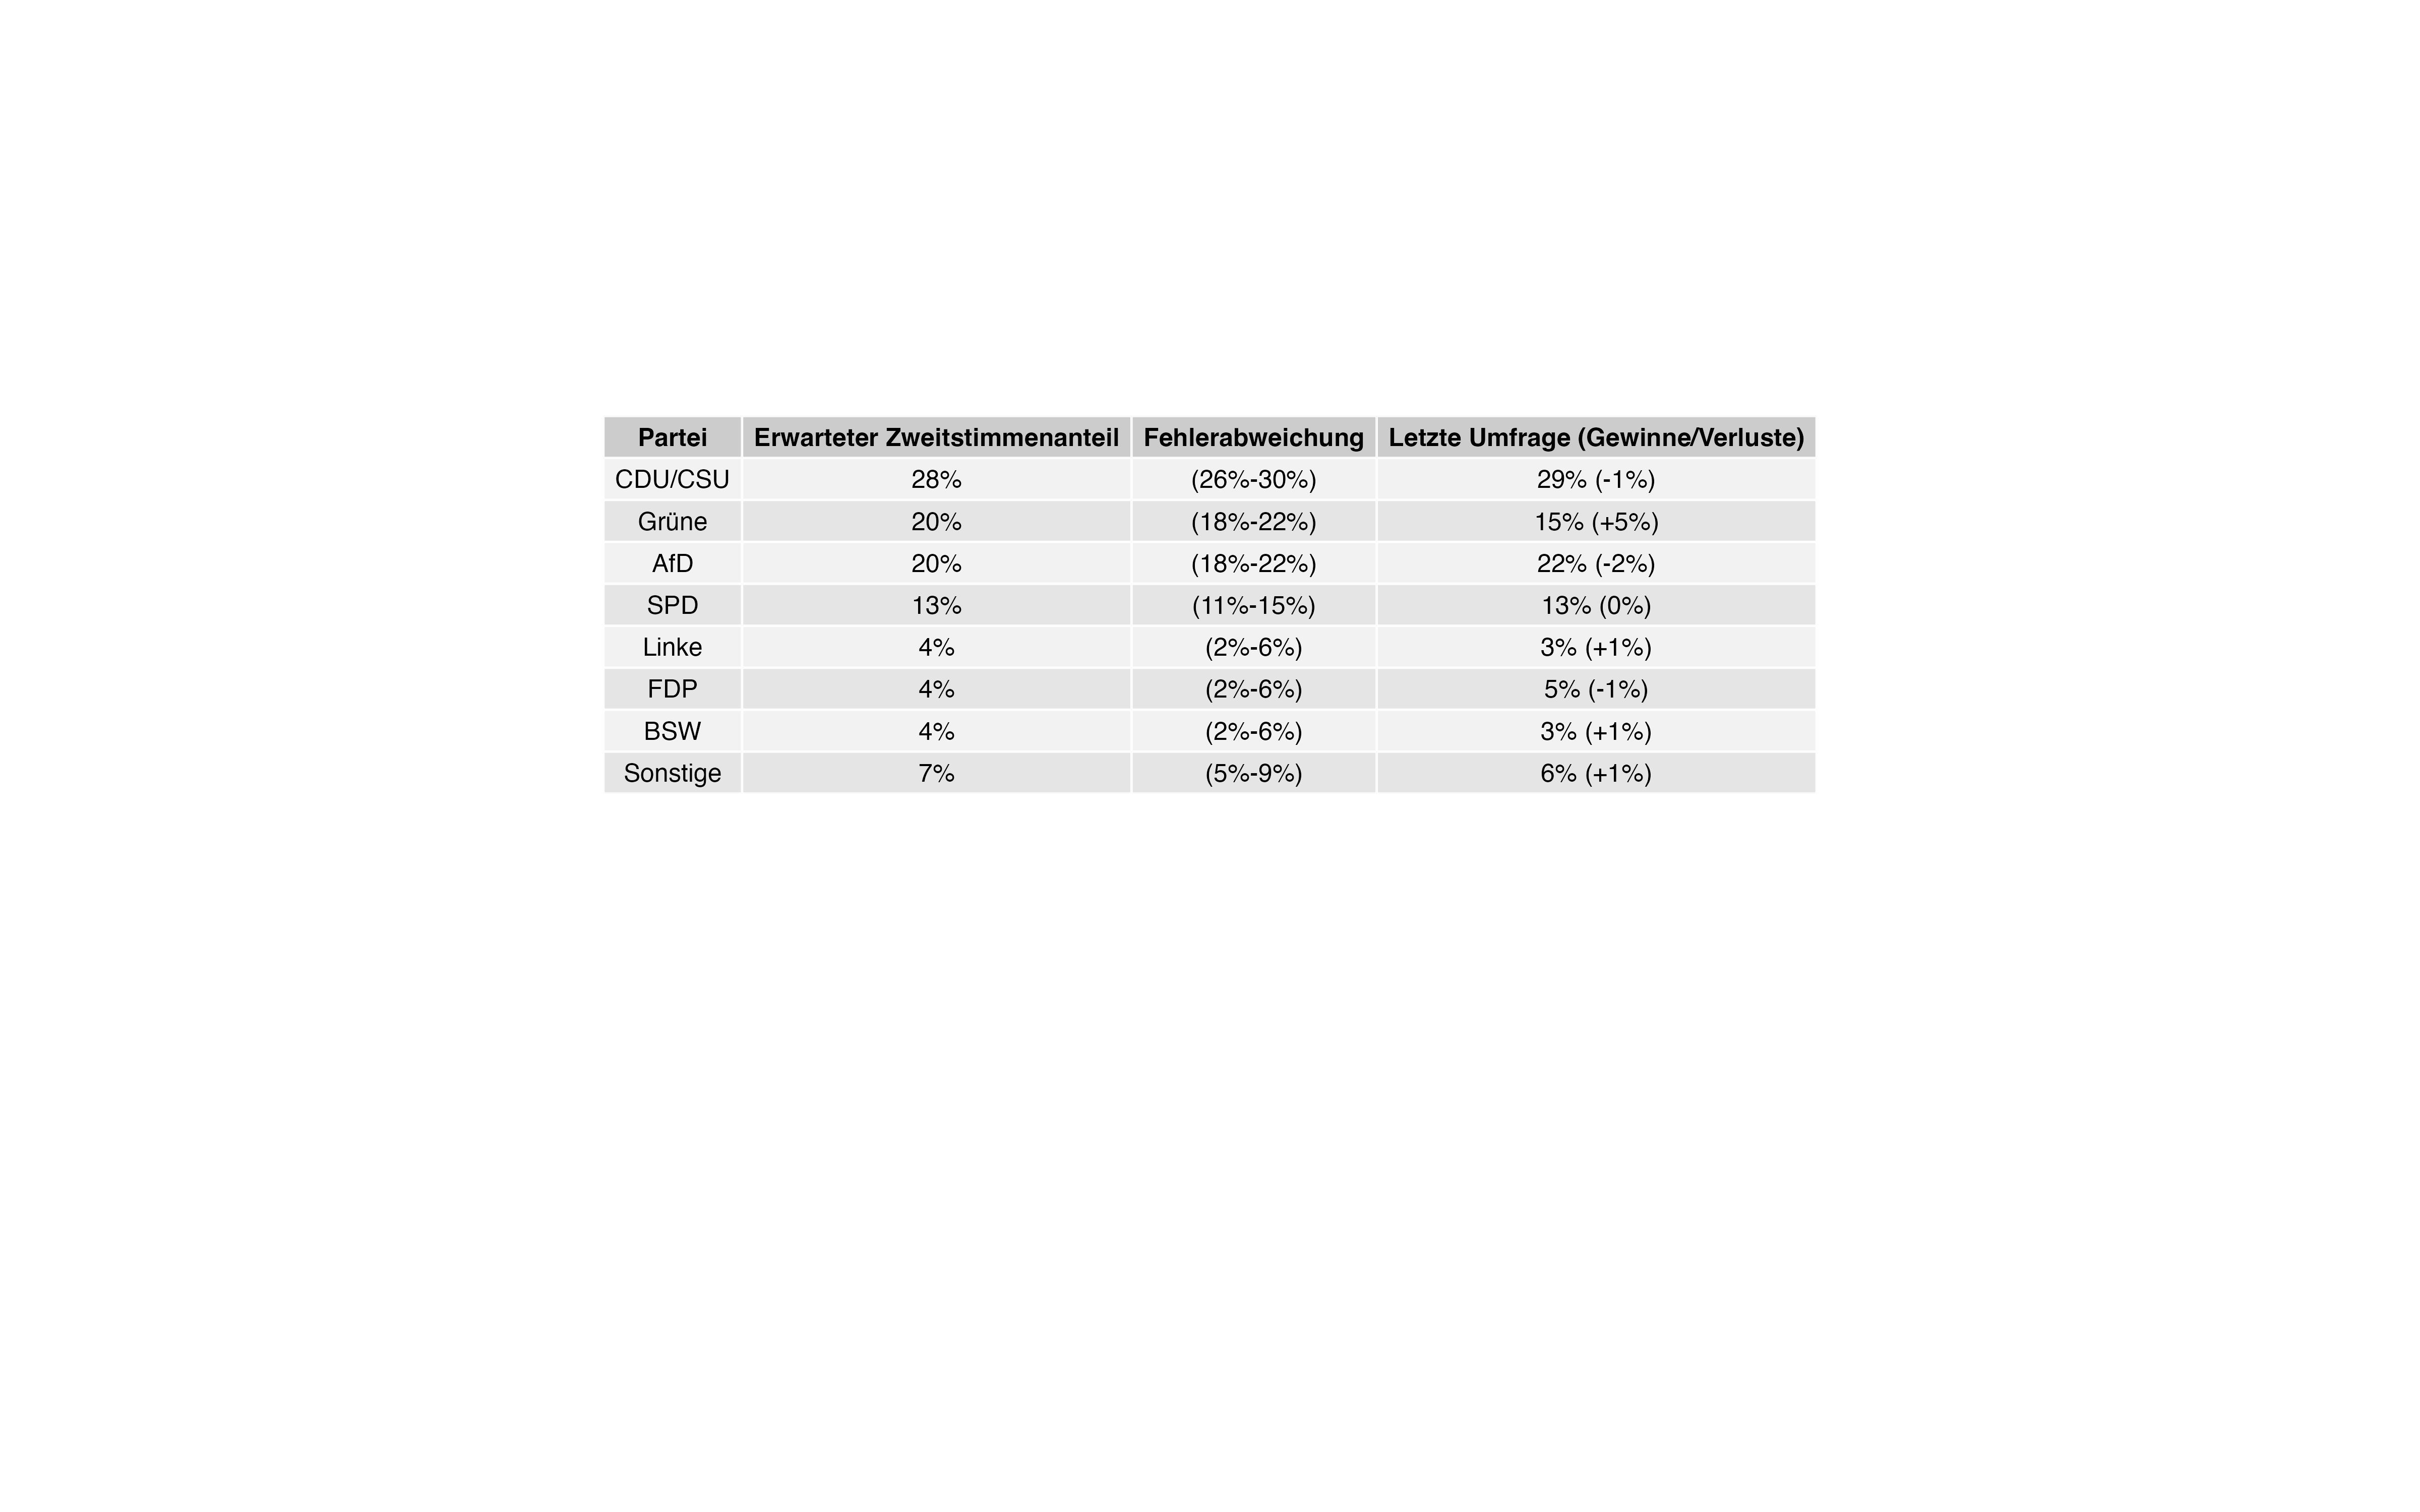 Partei Erwarteter Zweitstimmenanteil Fehlerabweichung Letzte Umfrage (Gewinne/Verluste)
CDU/CSU 28% (26%-30%) 29% (-1%)
Grüne 20% (18%-22%) 15% (+5%)
AfD 20% (18%-22%) 22% (-2%)
SPD 13% (11%-15%) 13% (0%)
Linke 4% (2%-6%) 3% (+1%)
FDP 4% (2%-6%) 5% (-1%)
BSW 4% (2%-6%) 3% (+1%)
Sonstige 7% (5%-9%) 6% (+1%)